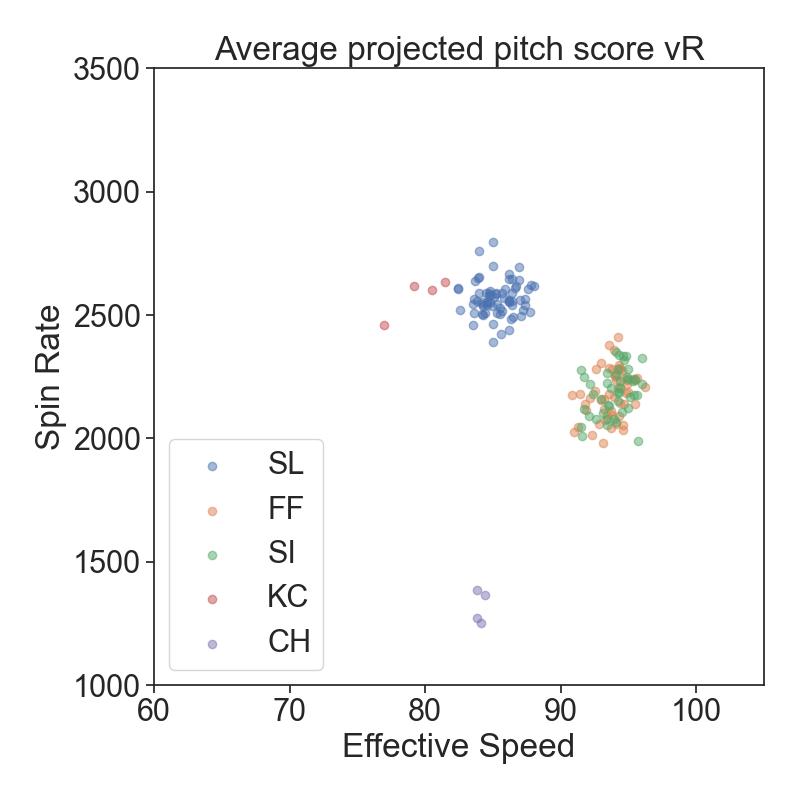 Average projected pitch score vR
3500
3000
2500
2000
1500
1000
Spin Rate
SL
FF
SI
KC
CH
60 70 80 90 100
Effective Speed